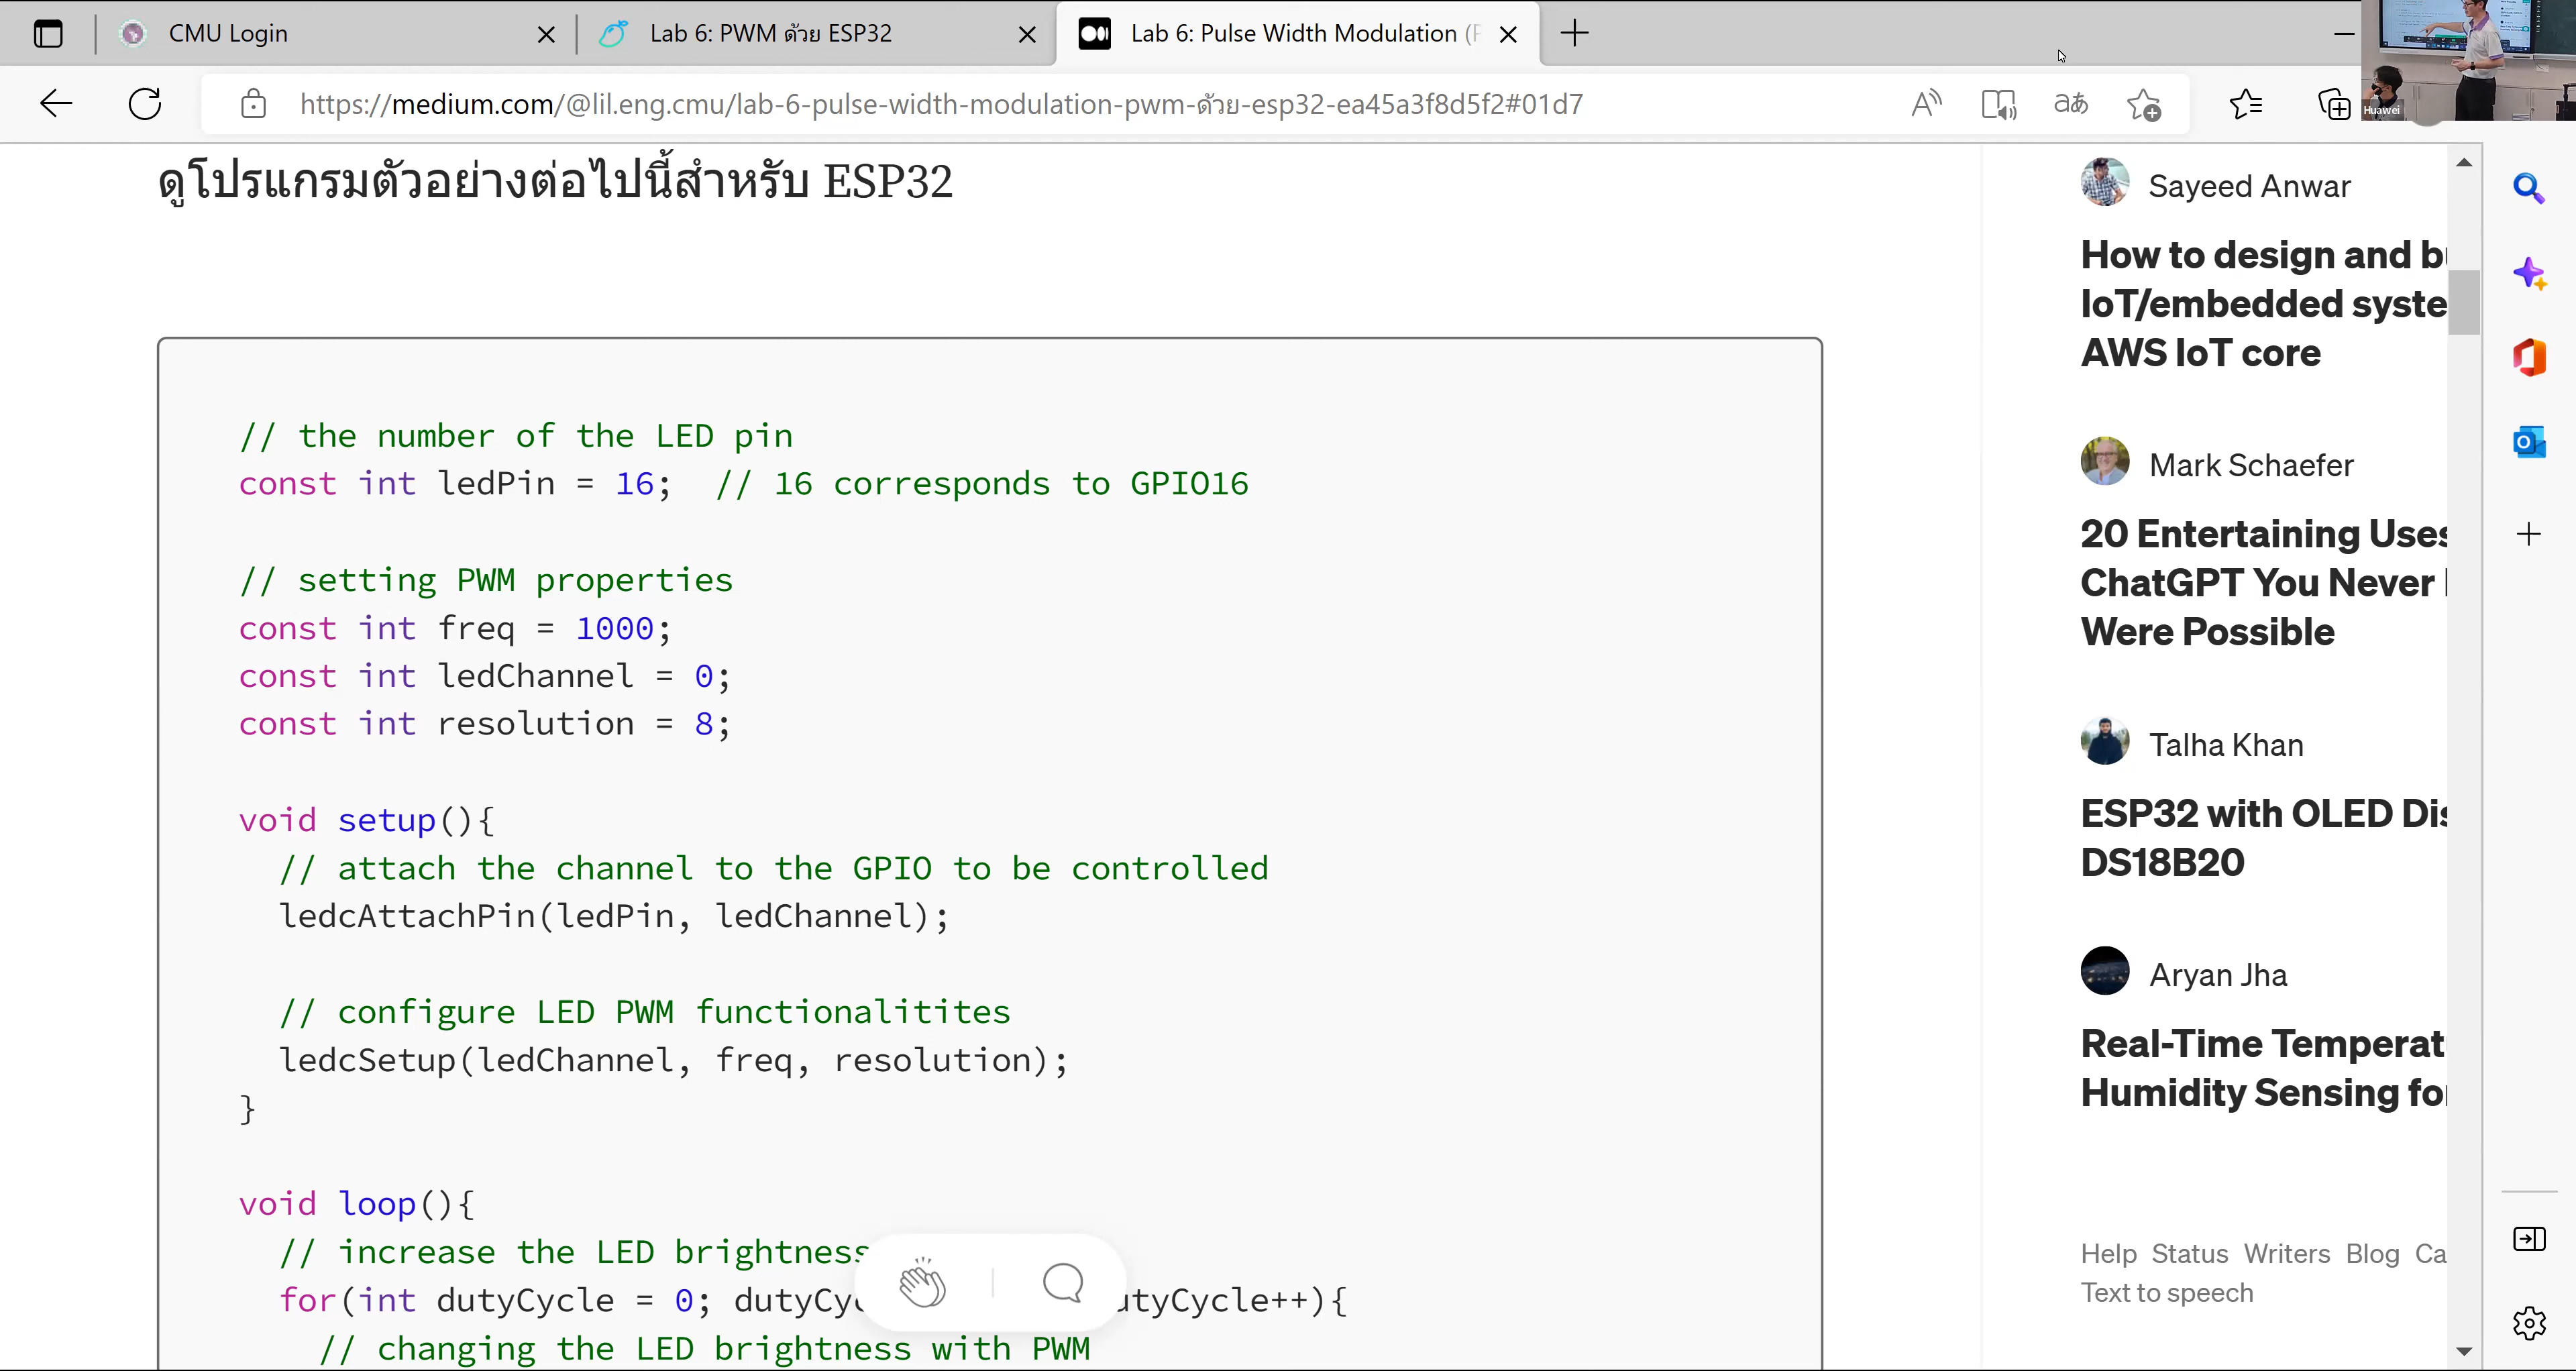 CMU Login
Lab 6: PWM ด้วย ESP32
Lab 6: Pulse Width Modulation (P
https://medium.com/@lil.eng.cmu/lab-6-pulse-width-modulation-pwm-ด้วย-esp32-ea45a3f8d5f2#01d7
Huawei
ดูโปรแกรมตัวอย่างต่อไปนี้สำหรับ ESP32
// the number of the LED pin
const int ledPin = 16;  // 16 corresponds to GPIO16
// setting PWM properties
const int freq = 1000;
const int ledChannel = 0;
const int resolution = 8;
void setup(){
// attach the channel to the GPIO to be controlled
ledcAttachPin(ledPin, ledChannel);
// configure LED PWM functionalitites
ledcSetup(ledChannel, freq, resolution);
}
void loop(){
// increase the LED brightness
for(int dutyCycle = 0; dutyCyc utyCycle++){
// changing the LED brightness with PWM
Sayeed Anwar
How to design and bu
IoT/embedded syste
AWS IoT core
Mark Schaefer
20 Entertaining Uses
ChatGPT You Never
Were Possible
Talha Khan
ESP32 with OLED Dis
DS18B20
Aryan Jha
Real-Time Temperat
Humidity Sensing for
Help Status Writers Blog Ca
Text to speech